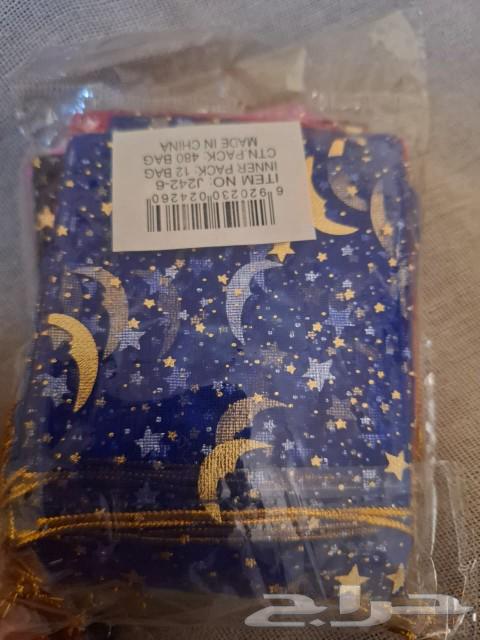 6 920230 024260
ITEM NO: J242-6
INNER PACK: 12 BAG
CTN PACK: 480 BAG
MADE IN CHINA
حراج